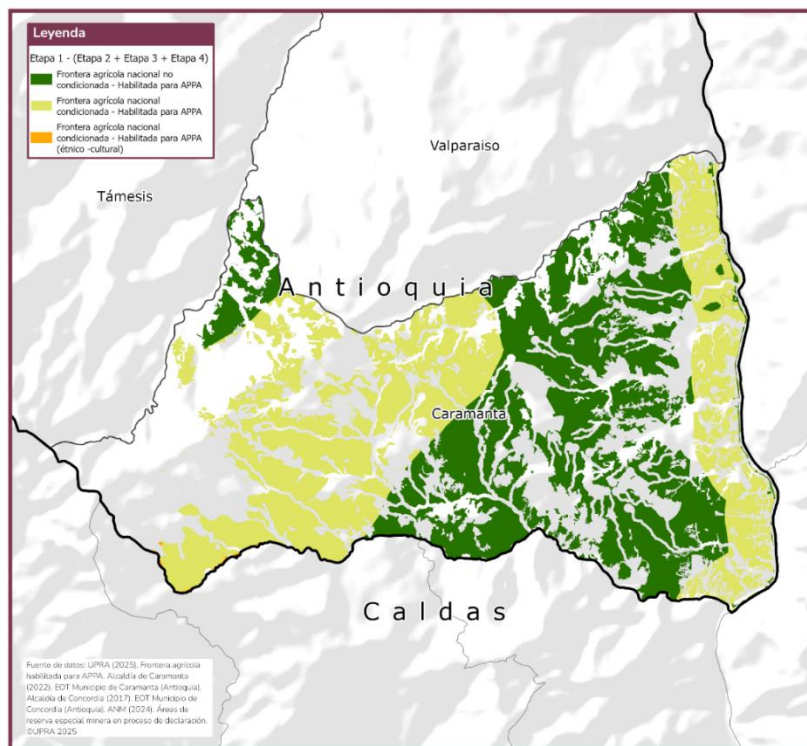 Leyenda
Etapa 1 - (Etapa 2 + Etapa 3 + Etapa 4)
Frontera agrícola nacional no
condicionada - Habilitada para APPA
Frontera agrícola nacional
condicionada - Habilitada para APPA
Frontera agrícola nacional
condicionada - Habilitada para APPA
(étnico -cultural)
Valparaiso
Támesis
Antioquia
Caramanta
Caldas
Fuente de datos: UPRA (2025). Frontera agrícola
habilitada para APPA. Alcaldía de Caramanta
(2022). EOT Municipio de Caramanta (Antioquia).
Alcaldía de Concordia (2017). EOT Municipio de
Concordia (Antioquia). ANM (2024). Áreas de
reserva especial minera en proceso de declaración.
©UPRA 2025